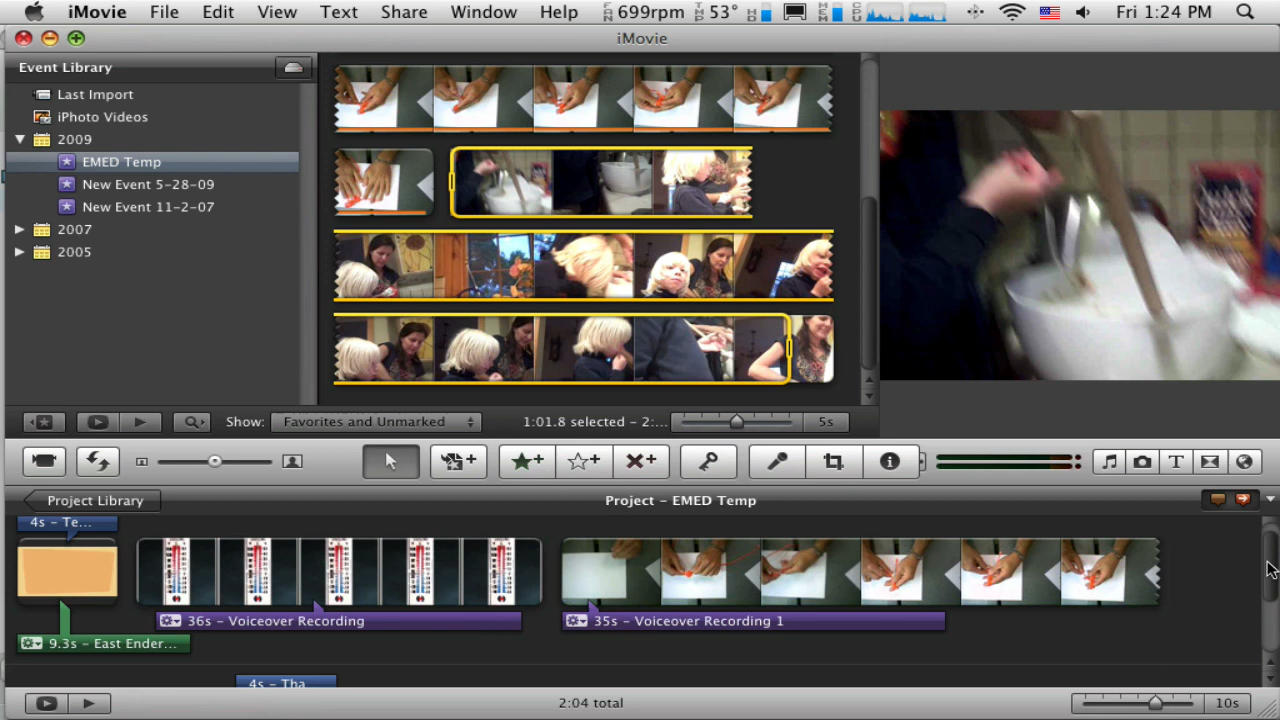 iMovie File Edit View Text Share Window Help 699rpm 53° Fri 1:24 PM
iMovie
Event Library
Last Import
iPhoto Videos
2009
EMED Temp
New Event 5-28-09
New Event 11-2-07
2007
2005
Show: Favorites and Unmarked 1:01.8 selected – 2:... 5s
Project Library Project – EMED Temp
4s – Te...
36s – Voiceover Recording 35s – Voiceover Recording 1
9.3s – East Ender...
4s – Tha
2:04 total 10s